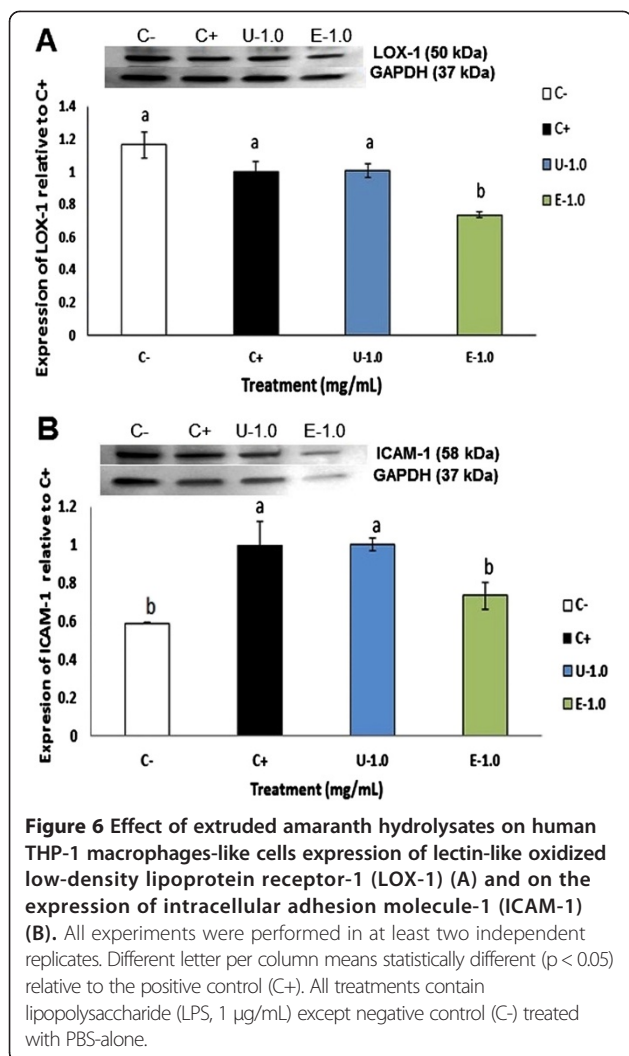 A
C- C+ U-1.0 E-1.0
LOX-1 (50 kDa)
GAPDH (37 kDa)
Expression of LOX-1 relative to C+
1.4
1.2
1
0.8
0.6
0.4
0.2
0
a
a
a
b
C-
C+
U-1.0
E-1.0
C- C+ U-1.0 E-1.0
Treatment (mg/mL)
B
C- C+ U-1.0 E-1.0
ICAM-1 (58 kDa)
GAPDH (37 kDa)
Expresion of ICAM-1 relative to C+
1.2
1
0.8
0.6
0.4
0.2
0
b
a
a
b
C-
C+
U-1.0
E-1.0
C- C+ U-1.0 E-1.0
Treatment (mg/mL)
Figure 6 Effect of extruded amaranth hydrolysates on human
THP-1 macrophages-like cells expression of lectin-like oxidized
low-density lipoprotein receptor-1 (LOX-1) (A) and on the
expression of intracellular adhesion molecule-1 (ICAM-1)
(B). All experiments were performed in at least two independent
replicates. Different letter per column means statistically different (p < 0.05)
relative to the positive control (C+). All treatments contain
lipopolysaccharide (LPS, 1 μg/mL) except negative control (C-) treated
with PBS-alone.